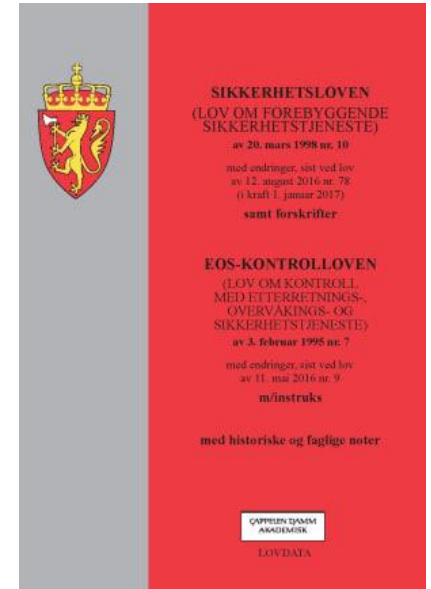 SIKKERHETSLOVEN
(LOV OM FOREBYGGENDE
SIKKERHETSTJENESTE)
av 20. mars 1998 nr. 10
med endringer, sist ved lov
av 12. august 2016 nr. 78
(i kraft 1. januar 2017)
samt forskrifter
EOS-KONTROLLOVEN
(LOV OM KONTROLL
MED ETTERRETNINGS-,
OVERVÅKINGS- OG
SIKKERHETSTJENESTE)
av 3. februar 1995 nr. 7
med endringer, sist ved lov
av 11. mai 2016 nr. 9
m/instruks
med historiske og faglige noter
CAPPELEN DAMM
AKADEMISK
LOVDATA